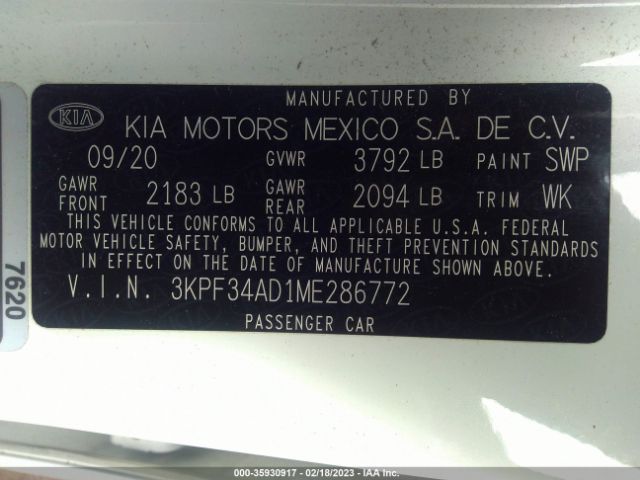 MANUFACTURED BY
KIA KIA MOTORS MEXICO S.A. DE C.V.
09/20 GVWR 3792 LB PAINT SWP
GAWR FRONT 2183 LB GAWR REAR 2094 LB TRIM WK
THIS VEHICLE CONFORMS TO ALL APPLICABLE U.S.A. FEDERAL
MOTOR VEHICLE SAFETY, BUMPER, AND THEFT PREVENTION STANDARDS
IN EFFECT ON THE DATE OF MANUFACTURE SHOWN ABOVE.
V.I.N. 3KPF34AD1ME286772
PASSENGER CAR
7620
000-35930917 - 02/18/2023 - IAA Inc.